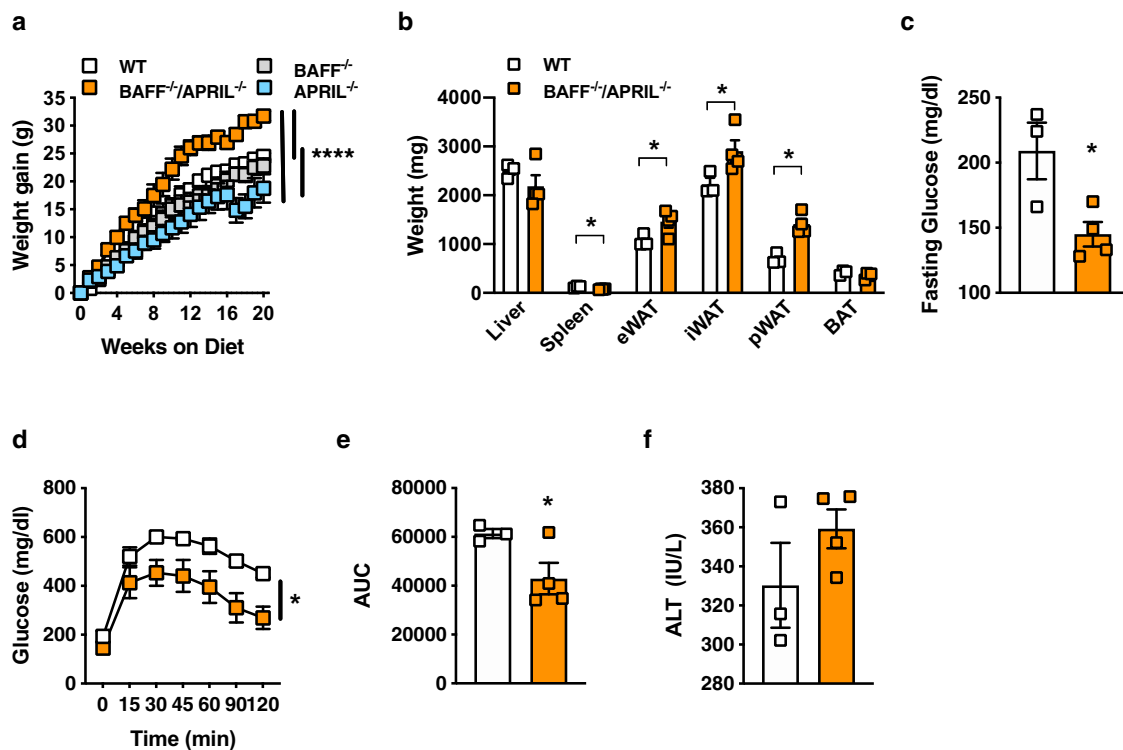 a
WT
BAFF-/-
BAFF-/-/APRIL-/-
APRIL-/-
35
30
25
20
15
10
5
0
Weight gain (g)
0 4 8 12 16 20
Weeks on Diet
****
b
WT
BAFF-/-/APRIL-/-
4000
3000
2000
1000
0
Weight (mg)
* * * *
Liver Spleen eWAT iWAT pWAT BAT
c
250
200
150
100
Fasting Glucose (mg/dl)
*
d
800
600
400
200
0
Glucose (mg/dl)
0 15 30 45 60 90 120
Time (min)
*
e
80000
60000
40000
20000
0
AUC
*
f
380
360
340
320
300
280
ALT (IU/L)